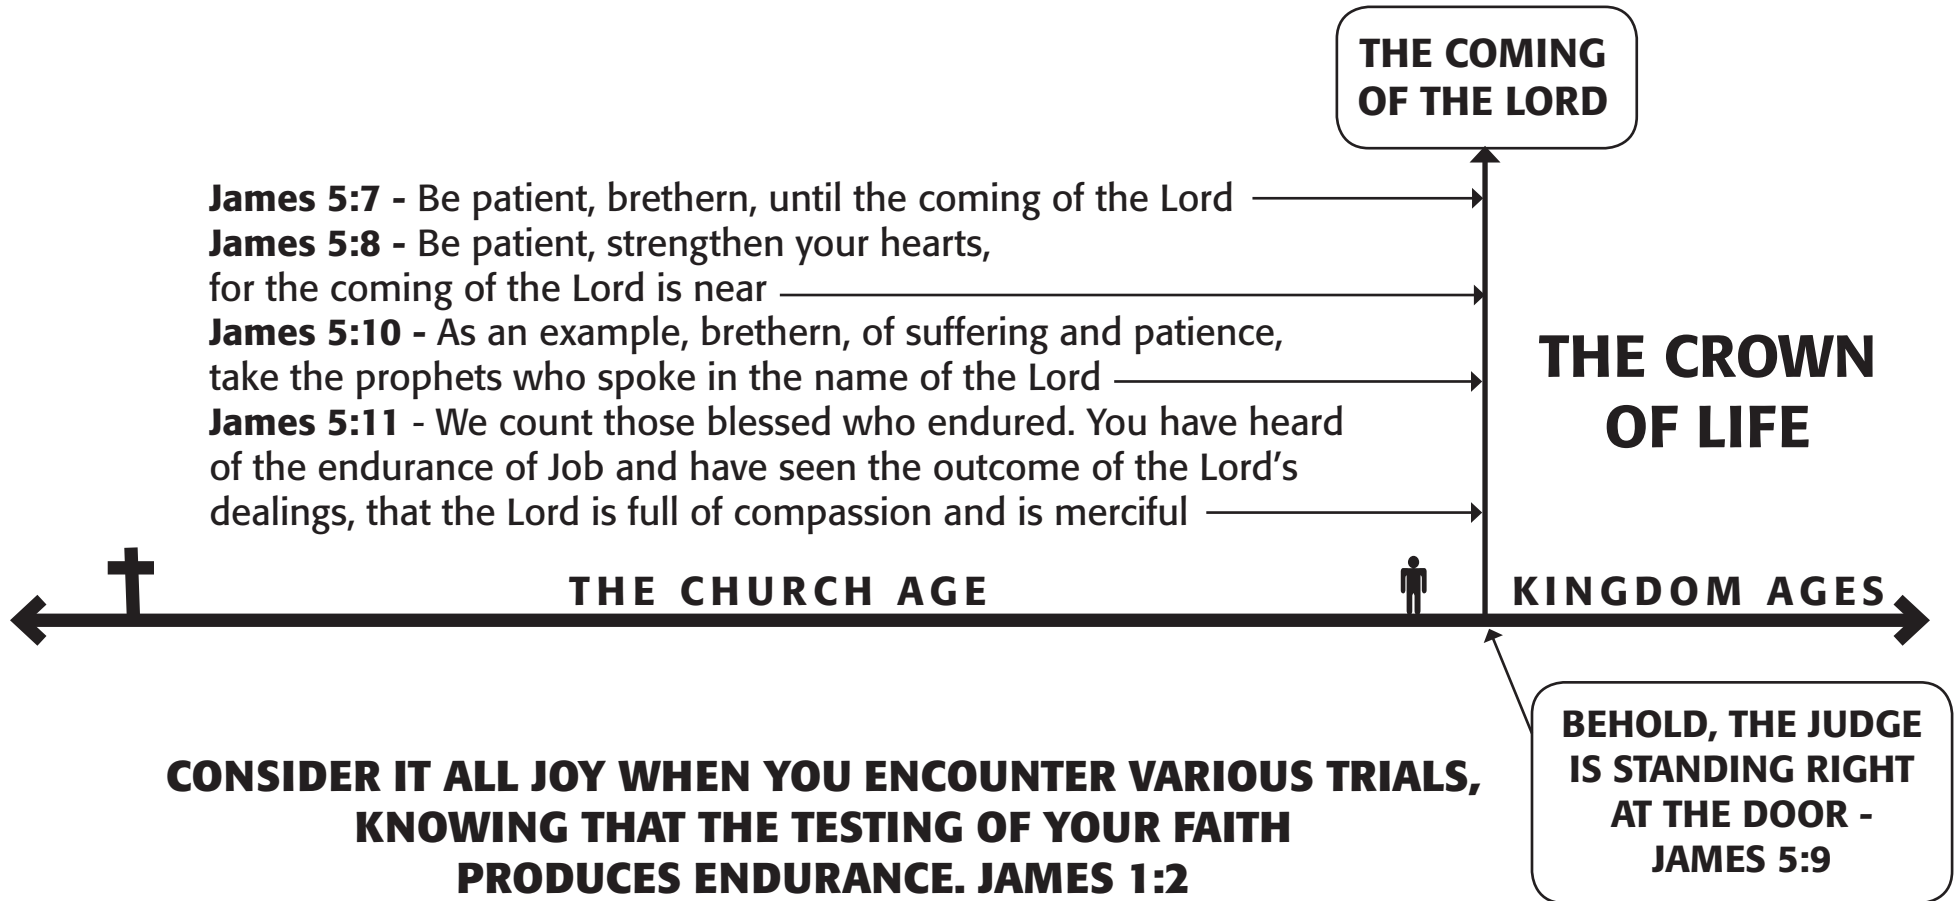 THE COMING
OF THE LORD
James 5:7 - Be patient, brethern, until the coming of the Lord
James 5:8 - Be patient, strengthen your hearts,
for the coming of the Lord is near
James 5:10 - As an example, brethern, of suffering and patience,
take the prophets who spoke in the name of the Lord
James 5:11 - We count those blessed who endured. You have heard
of the endurance of Job and have seen the outcome of the Lord’s
dealings, that the Lord is full of compassion and is merciful
THE CROWN
OF LIFE
THE CHURCH AGE
KINGDOM AGES
CONSIDER IT ALL JOY WHEN YOU ENCOUNTER VARIOUS TRIALS,
KNOWING THAT THE TESTING OF YOUR FAITH
PRODUCES ENDURANCE. JAMES 1:2
BEHOLD, THE JUDGE
IS STANDING RIGHT
AT THE DOOR -
JAMES 5:9